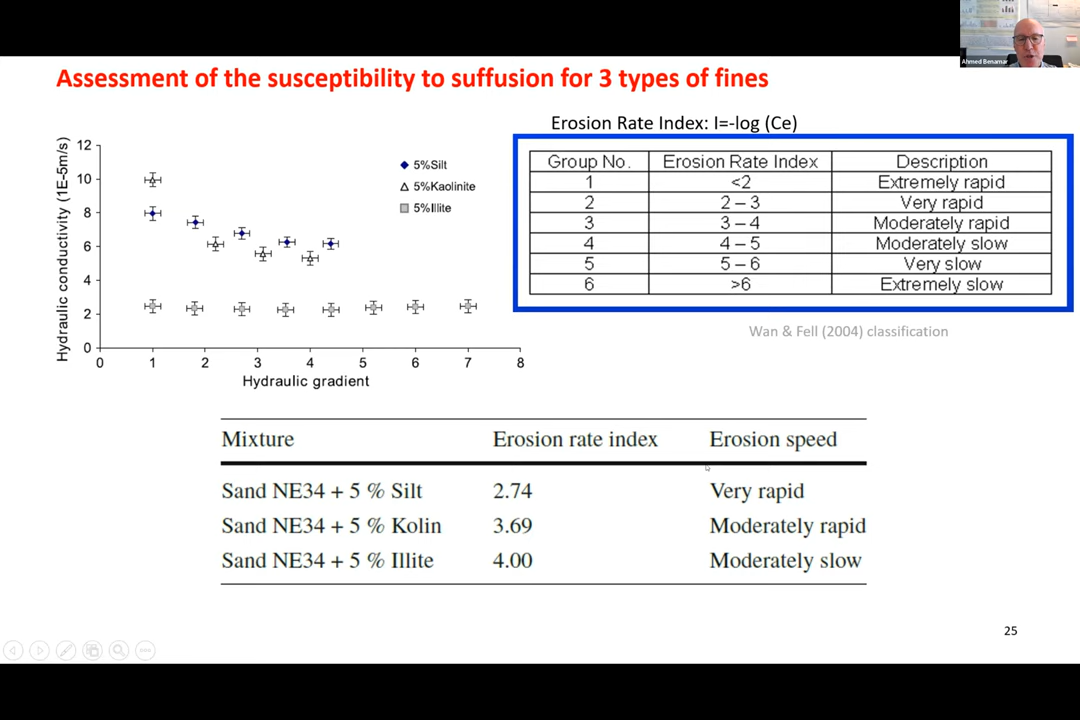 Ahmed Benamar
Assessment of the susceptibility to suffusion for 3 types of fines
Hydraulic conductivity (1E-5m/s)
12
10
8
6
4
2
0
0 1 2 3 4 5 6 7 8
Hydraulic gradient
5%Silt
5%Kaolinite
5%Illite
Erosion Rate Index: I=-log (Ce)
Group No. Erosion Rate Index Description
1 <2 Extremely rapid
2 2 – 3 Very rapid
3 3 – 4 Moderately rapid
4 4 – 5 Moderately slow
5 5 – 6 Very slow
6 >6 Extremely slow
Wan & Fell (2004) classification
Mixture Erosion rate index Erosion speed
Sand NE34 + 5 % Silt 2.74 Very rapid
Sand NE34 + 5 % Kolin 3.69 Moderately rapid
Sand NE34 + 5 % Illite 4.00 Moderately slow
25